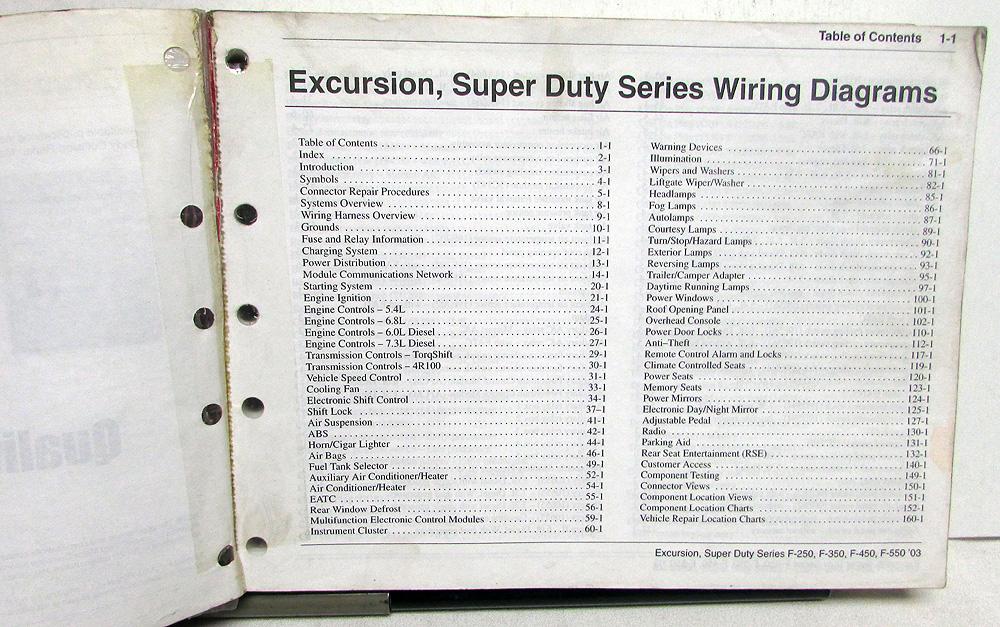 Table of Contents 1-1
Excursion, Super Duty Series Wiring Diagrams
Table of Contents 1-1
Index 2-1
Introduction 3-1
Symbols 4-1
Connector Repair Procedures 5-1
Systems Overview 8-1
Wiring Harness Overview 9-1
Grounds 10-1
Fuse and Relay Information 11-1
Charging System 12-1
Power Distribution 13-1
Module Communications Network 14-1
Starting System 20-1
Engine Ignition 21-1
Engine Controls – 5.4L 24-1
Engine Controls – 6.8L 25-1
Engine Controls – 6.0L Diesel 26-1
Engine Controls – 7.3L Diesel 27-1
Transmission Controls – TorqShift 29-1
Transmission Controls – 4R100 30-1
Vehicle Speed Control 31-1
Cooling Fan 33-1
Electronic Shift Control 34-1
Shift Lock 37–1
Air Suspension 41-1
ABS 42-1
Horn/Cigar Lighter 44-1
Air Bags 46-1
Fuel Tank Selector 49-1
Auxiliary Air Conditioner/Heater 52-1
Air Conditioner/Heater 54-1
EATC 55-1
Rear Window Defrost 56-1
Multifunction Electronic Control Modules 59-1
Instrument Cluster 60-1
Warning Devices 66-1
Illumination 71-1
Wipers and Washers 81-1
Liftgate Wiper/Washer 82-1
Headlamps 85-1
Fog Lamps 86-1
Autolamps 87-1
Courtesy Lamps 89-1
Turn/Stop/Hazard Lamps 90-1
Exterior Lamps 92-1
Reversing Lamps 93-1
Trailer/Camper Adapter 95-1
Daytime Running Lamps 97-1
Power Windows 100-1
Roof Opening Panel 101-1
Overhead Console 102-1
Power Door Locks 110-1
Anti–Theft 112-1
Remote Control Alarm and Locks 117-1
Climate Controlled Seats 119-1
Power Seats 120-1
Memory Seats 123-1
Power Mirrors 124-1
Electronic Day/Night Mirror 125-1
Adjustable Pedal 127-1
Radio 130-1
Parking Aid 131-1
Rear Seat Entertainment (RSE) 132-1
Customer Access 140-1
Component Testing 149-1
Connector Views 150-1
Component Location Views 151-1
Component Location Charts 152-1
Vehicle Repair Location Charts 160-1
Excursion, Super Duty Series F-250, F-350, F-450, F-550 '03